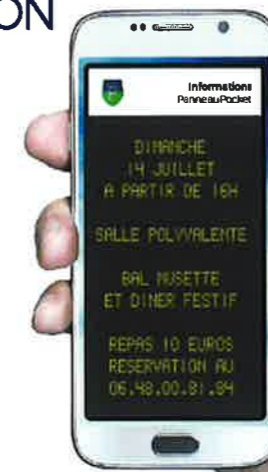 ON
Informations
PanneauPocket
DIMANCHE
14 JUILLET
A PARTIR DE 16H
SALLE POLYVALENTE
BAL MUSETTE
ET DINER FESTIF
REPAS 10 EUROS
RESERVATION AU
06.48.00.81.84